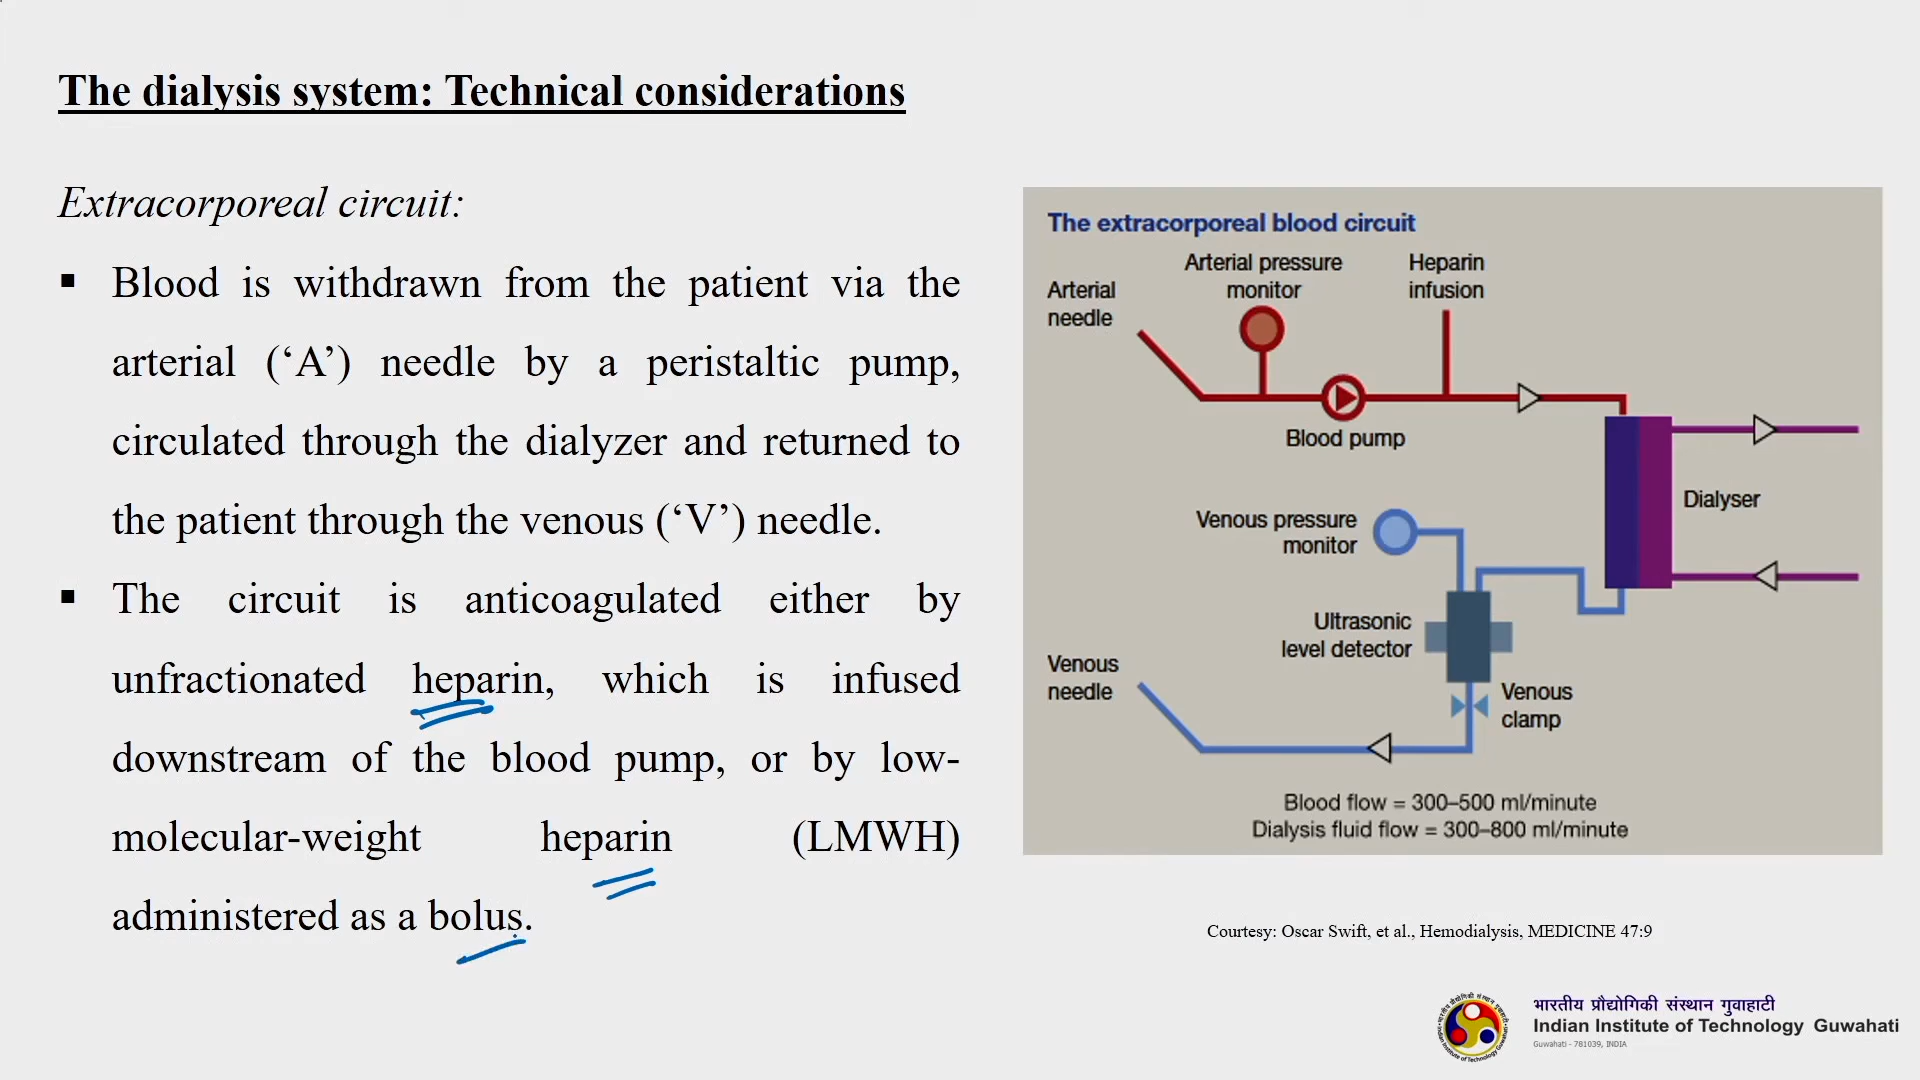 The dialysis system: Technical considerations
Extracorporeal circuit:
▪ Blood is withdrawn from the patient via the
arterial (‘A’) needle by a peristaltic pump,
circulated through the dialyzer and returned to
the patient through the venous (‘V’) needle.
▪ The circuit is anticoagulated either by
unfractionated heparin, which is infused
downstream of the blood pump, or by low-
molecular-weight heparin (LMWH)
administered as a bolus.
The extracorporeal blood circuit
Arterial
needle
Arterial pressure
monitor
Heparin
infusion
Blood pump
Dialyser
Venous pressure
monitor
Ultrasonic
level detector
Venous
needle
Venous
clamp
Blood flow = 300–500 ml/minute
Dialysis fluid flow = 300–800 ml/minute
Courtesy: Oscar Swift, et al., Hemodialysis, MEDICINE 47:9
भारतीय प्रौद्योगिकी संस्थान गुवाहाटी
Indian Institute of Technology Guwahati
Guwahati - 781039, INDIA